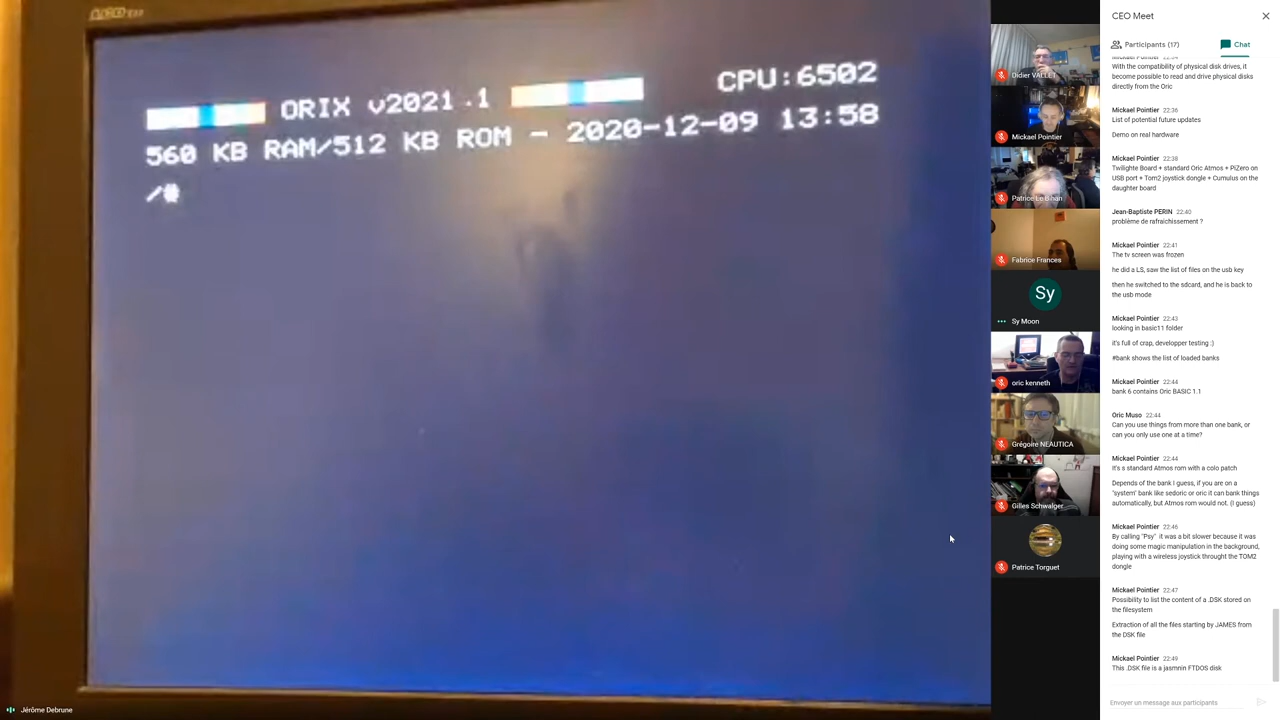 ORIX v2021.1
CPU:6502
560 KB RAM/512 KB ROM - 2020-12-09 13:58
/#
Jérôme Debrune
Didier VALLET
Mickael Pointier
Patrice Le Bihan
Fabrice Frances
Sy
Sy Moon
oric kenneth
Grégoire NEAUTICA
Gilles Schwalger
Patrice Torguet
CEO Meet
Participants (17)
Chat
With the compatibility of physical disk drives, it
become possible to read and drive physical disks
directly from the Oric
Mickael Pointier 22:36
List of potential future updates
Demo on real hardware
Mickael Pointier 22:38
Twilighte Board + standard Oric Atmos + PiZero on
USB port + Tom2 joystick dongle + Cumulus on the
daughter board
Jean-Baptiste PERIN 22:40
problème de rafraichissement ?
Mickael Pointier 22:41
The tv screen was frozen
he did a LS, saw the list of files on the usb key
then he switched to the sdcard, and he is back to
the usb mode
Mickael Pointier 22:43
looking in basic11 folder
it's full of crap, developper testing :)
#bank shows the list of loaded banks
Mickael Pointier 22:44
bank 6 contains Oric BASIC 1.1
Oric Muso 22:44
Can you use things from more than one bank, or
can you only use one at a time?
Mickael Pointier 22:44
It's s standard Atmos rom with a colo patch
Depends of the bank I guess, if you are on a
"system" bank like sedoric or oric it can bank things
automatically, but Atmos rom would not. (I guess)
Mickael Pointier 22:46
By calling "Psy" it was a bit slower because it was
doing some magic manipulation in the background,
playing with a wireless joystick throught the TOM2
dongle
Mickael Pointier 22:47
Possibility to list the content of a .DSK stored on
the filesystem
Extraction of all the files starting by JAMES from
the DSK file
Mickael Pointier 22:49
This .DSK file is a jasmnin FTDOS disk
Envoyer un message aux participants